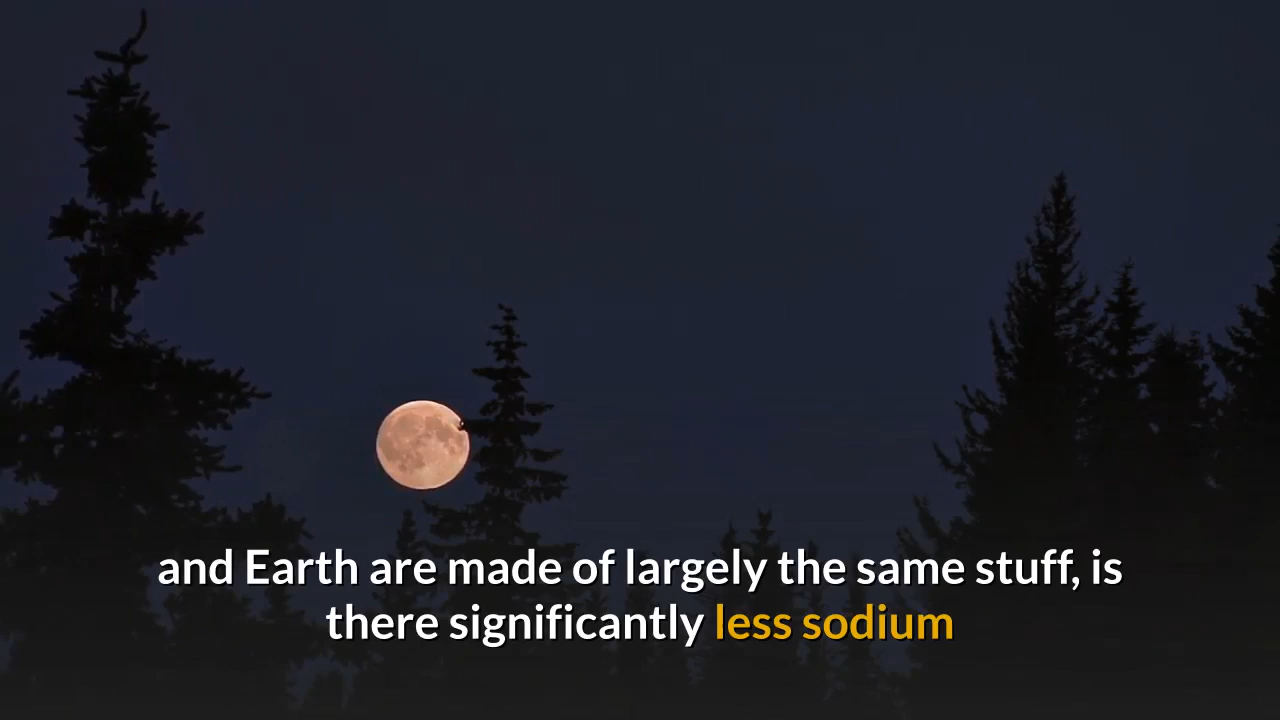 and Earth are made of largely the same stuff, is
there significantly less sodium